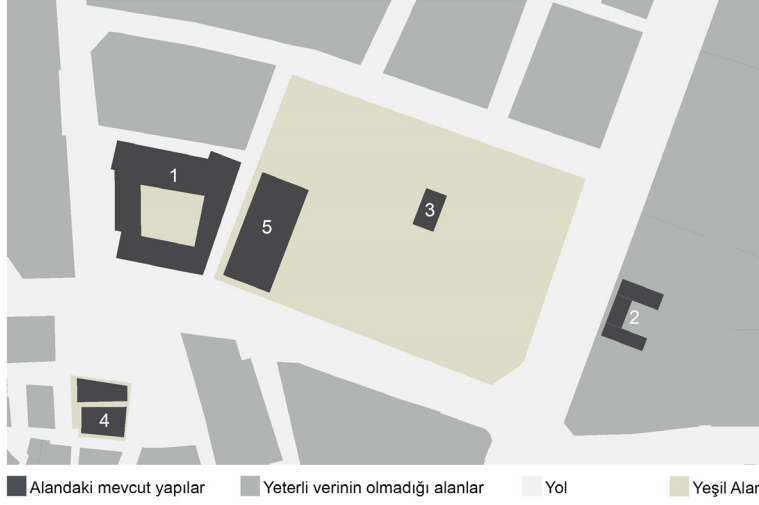 1
3
5
2
4
Alandaki mevcut yapılar
Yeterli verinin olmadığı alanlar
Yol
Yeşil Alan